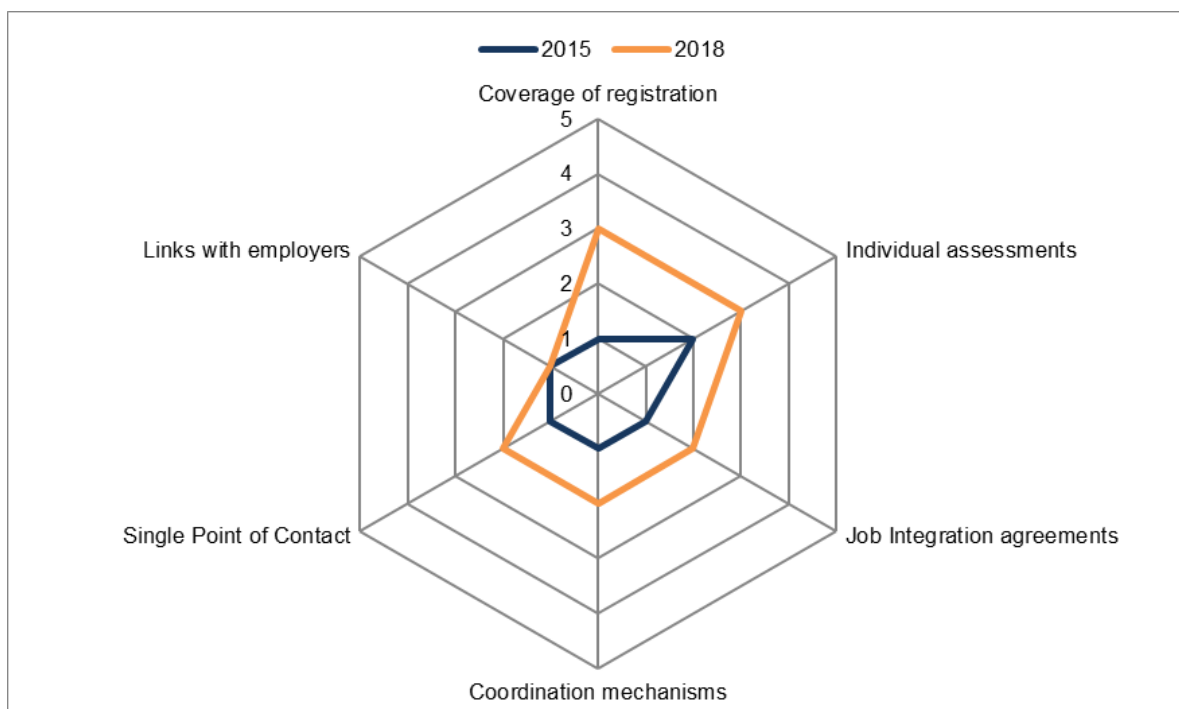 2015 2018
Coverage of registration
5
4
3
2
1
0
Links with employers
Individual assessments
Single Point of Contact
Job Integration agreements
Coordination mechanisms